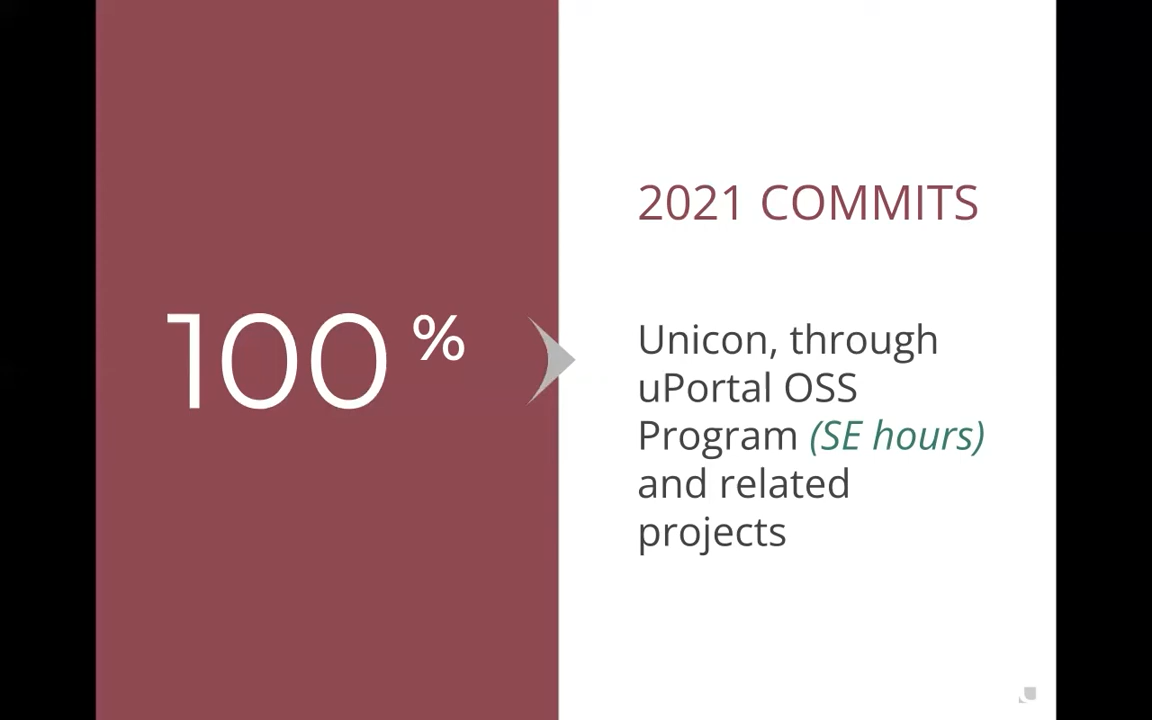 100 %
2021 COMMITS
Unicon, through
uPortal OSS
Program (SE hours)
and related
projects